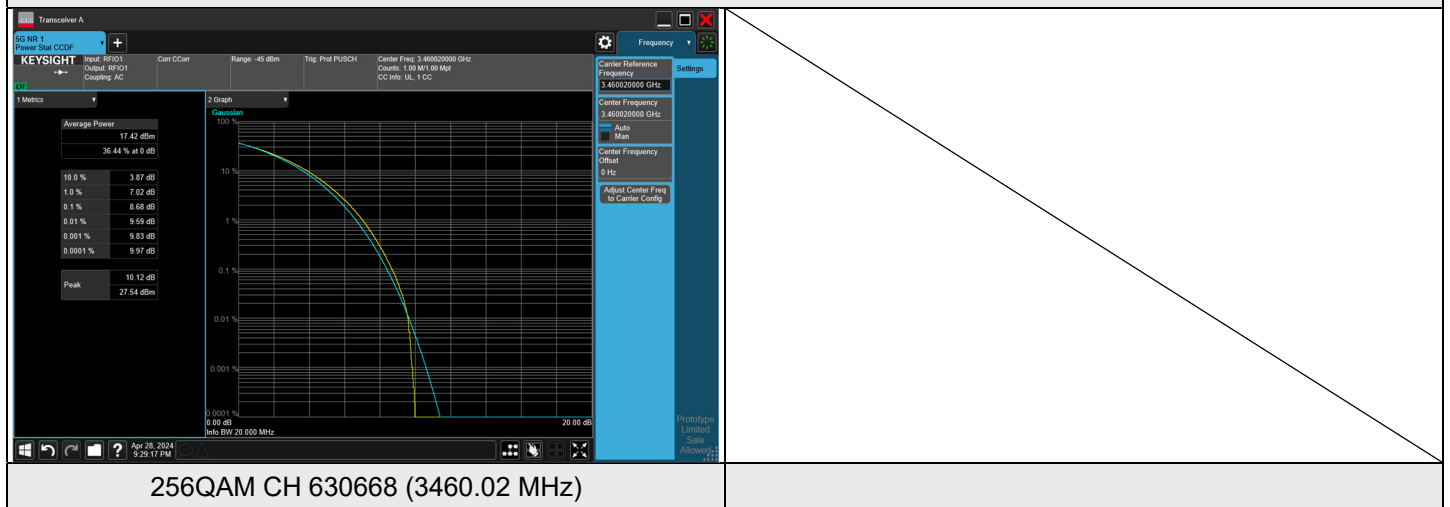 Transceiver A
5G NR 1
Power Stat CCDF
Frequency
KEYSIGHT
Input: RFIO1
Output: RFIO1
Coupling: AC
Corr CCorr
Range: -45 dBm
Trig: Prot PUSCH
Center Freq: 3.460020000 GHz
Counts: 1.00 M/1.00 Mpt
CC Info: UL, 1 CC
Carrier Reference
Frequency
3.460020000 GHz
Settings
1 Metrics
2 Graph
Center Frequency
3.460020000 GHz
Auto
Man
Center Frequency
Offset
0 Hz
Adjust Center Freq
to Carrier Config
Average Power
17.42 dBm
36.44 % at 0 dB
10.0 % 3.87 dB
1.0 % 7.02 dB
0.1 % 8.68 dB
0.01 % 9.59 dB
0.001 % 9.83 dB
0.0001 % 9.97 dB
Peak
10.12 dB
27.54 dBm
Gaussian
100 %
10 %
1 %
0.1 %
0.01 %
0.001 %
0.0001 %
0.00 dB 20.00 dB
Info BW 20.000 MHz
Prototype
Limited
Sale
Allowed
?
Apr 28, 2024
9:29:17 PM
256QAM CH 630668 (3460.02 MHz)